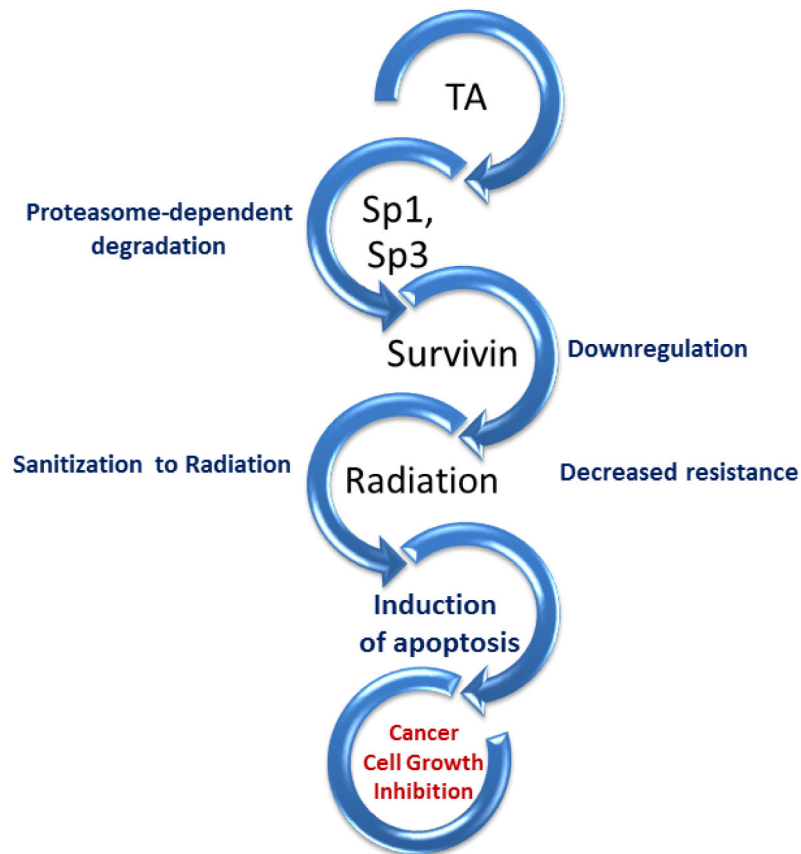 TA
Proteasome-dependent
degradation
Sp1,
Sp3
Survivin
Downregulation
Sanitization to Radiation
Radiation
Decreased resistance
Induction
of apoptosis
Cancer
Cell Growth
Inhibition